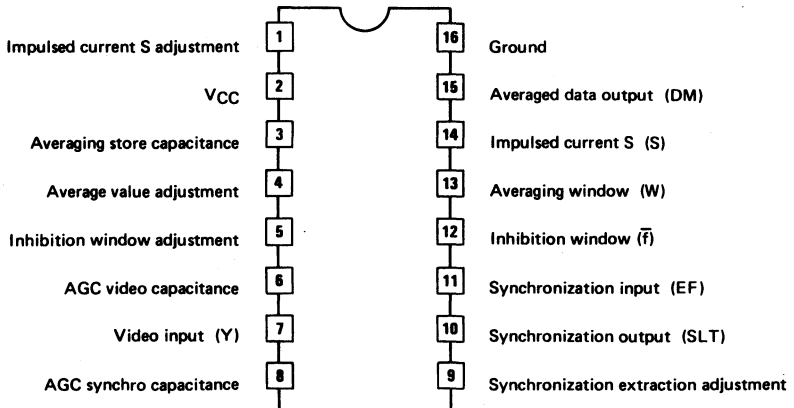 Impulsed current S adjustment 1 16 Ground
VCC 2 15 Averaged data output (DM)
Averaging store capacitance 3 14 Impulsed current S (S)
Average value adjustment 4 13 Averaging window (W)
Inhibition window adjustment 5 12 Inhibition window (f̅)
AGC video capacitance 6 11 Synchronization input (EF)
Video input (Y) 7 10 Synchronization output (SLT)
AGC synchro capacitance 8 9 Synchronization extraction adjustment